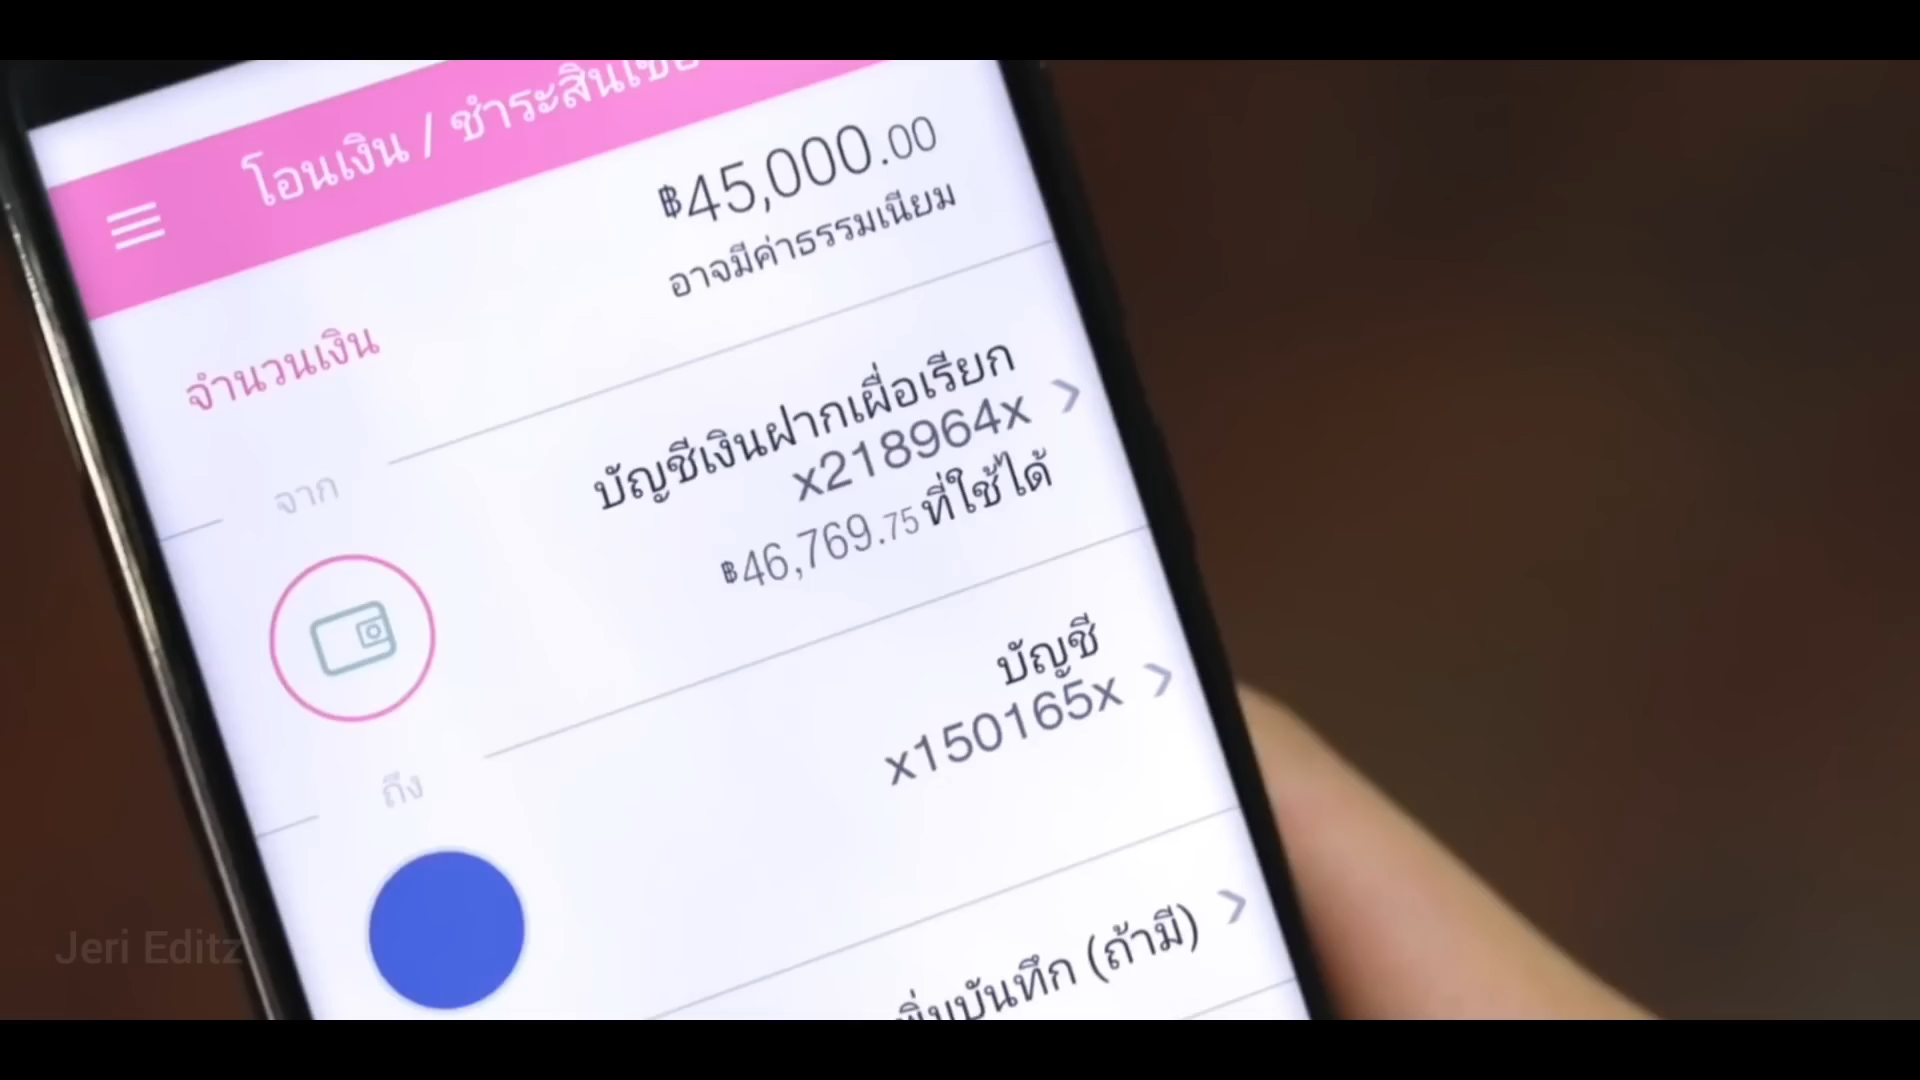 โอนเงิน / ชำระสินเชื่อ
฿45,000.00
อาจมีค่าธรรมเนียม
จำนวนเงิน
จาก
บัญชีเงินฝากเผื่อเรียก
x218964x
฿46,769.75 ที่ใช้ได้
ถึง
บัญชี
x150165x
บันทึก (ถ้ามี)
Jeri Editz